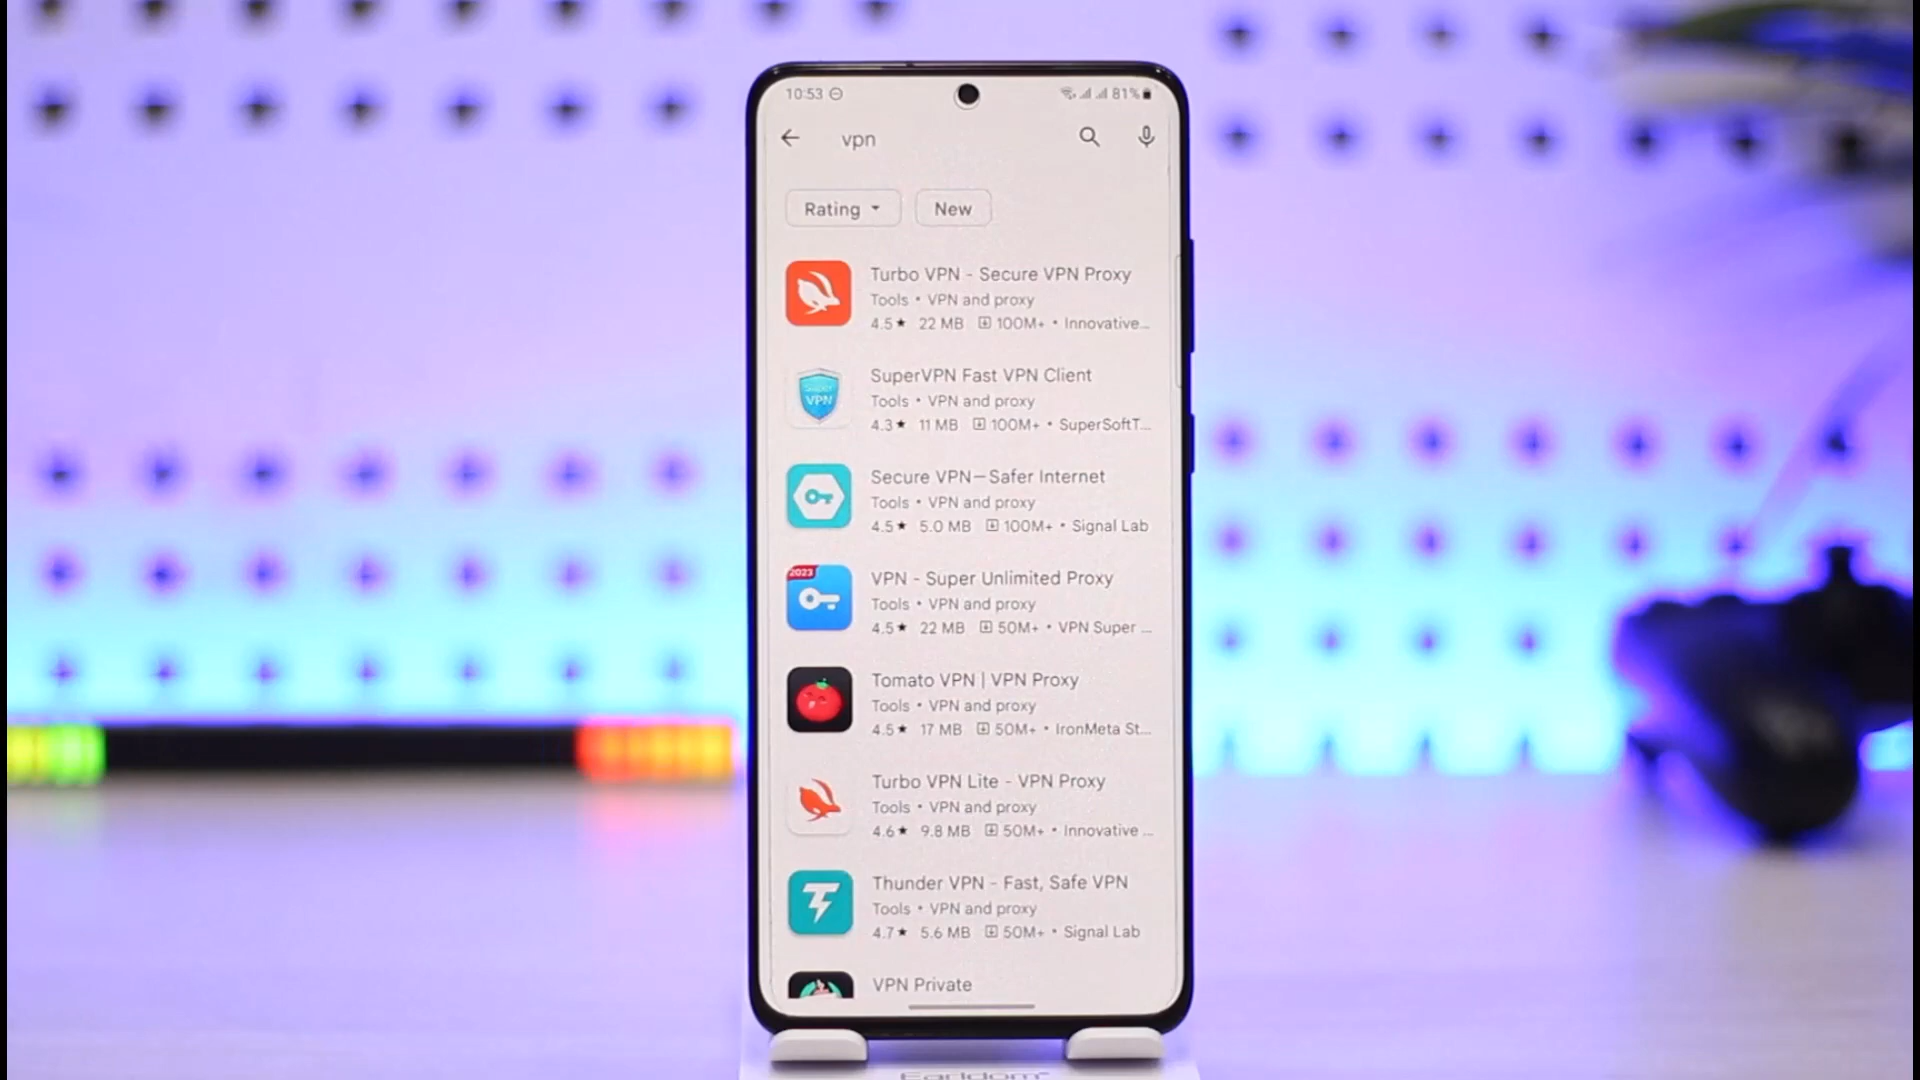 10:53 81%
vpn
Rating New
Turbo VPN - Secure VPN Proxy
Tools • VPN and proxy
4.5★ 22 MB 100M+ • Innovative...
SuperVPN Fast VPN Client
Tools • VPN and proxy
4.3★ 11 MB 100M+ • SuperSoftT...
SUPER
VPN
Secure VPN—Safer Internet
Tools • VPN and proxy
4.5★ 5.0 MB 100M+ • Signal Lab
2023
VPN - Super Unlimited Proxy
Tools • VPN and proxy
4.5★ 22 MB 50M+ • VPN Super ...
Tomato VPN | VPN Proxy
Tools • VPN and proxy
4.5★ 17 MB 50M+ • IronMeta St...
Turbo VPN Lite - VPN Proxy
Tools • VPN and proxy
4.6★ 9.8 MB 50M+ • Innovative ...
Thunder VPN - Fast, Safe VPN
Tools • VPN and proxy
4.7★ 5.6 MB 50M+ • Signal Lab
VPN Private
Earldom